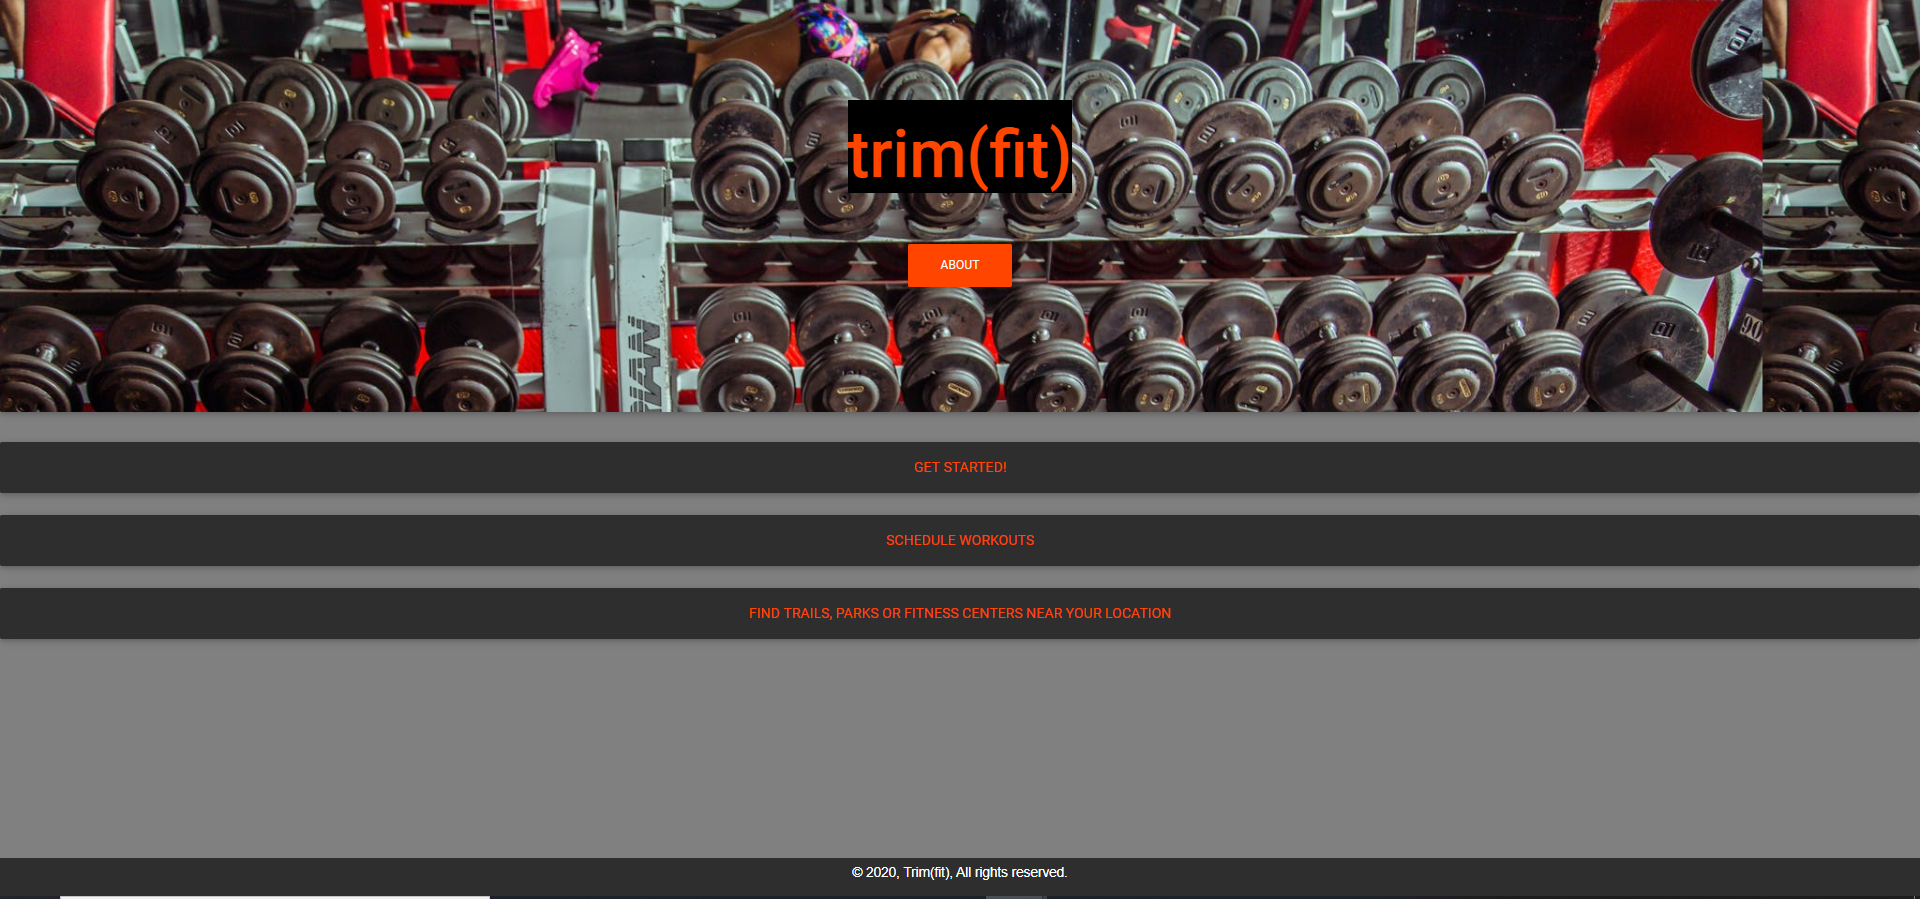 trim(fit)
ABOUT
90
GET STARTED!
SCHEDULE WORKOUTS
FIND TRAILS, PARKS OR FITNESS CENTERS NEAR YOUR LOCATION
© 2020, Trim(fit), All rights reserved.